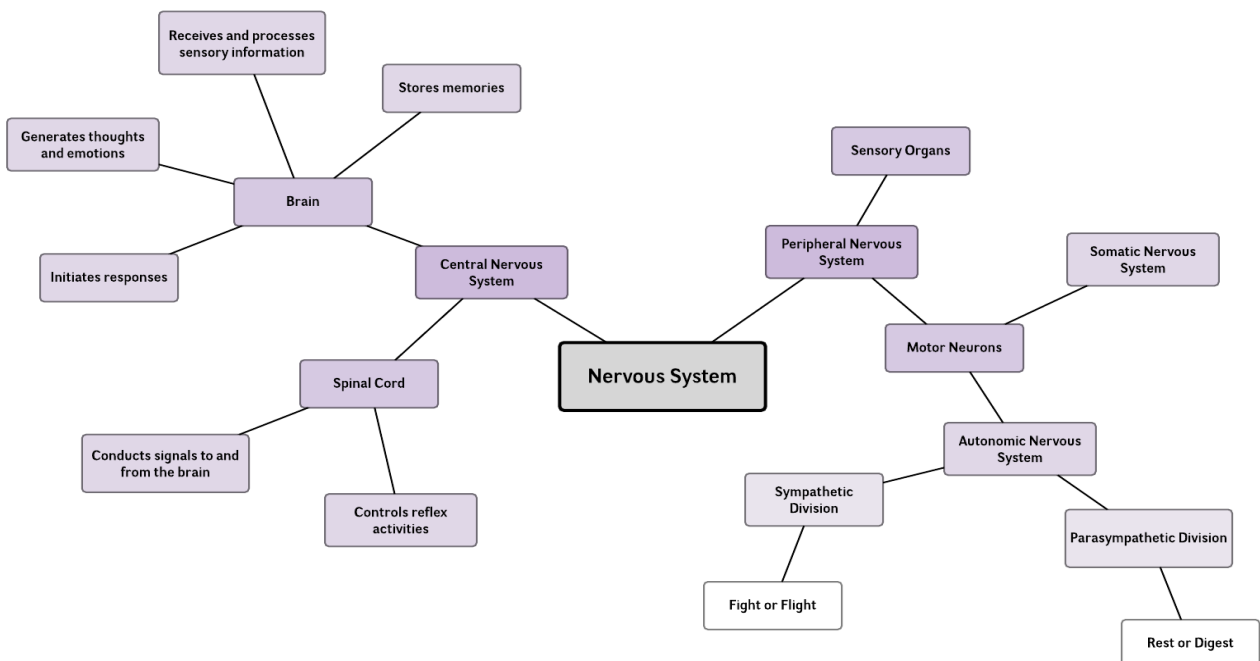 Receives and processes
sensory information
Stores memories
Generates thoughts
and emotions
Brain
Initiates responses
Central Nervous
System
Spinal Cord
Conducts signals to and
from the brain
Controls reflex
activities
Nervous System
Sensory Organs
Peripheral Nervous
System
Somatic Nervous
System
Motor Neurons
Autonomic Nervous
System
Sympathetic
Division
Parasympathetic Division
Fight or Flight
Rest or Digest